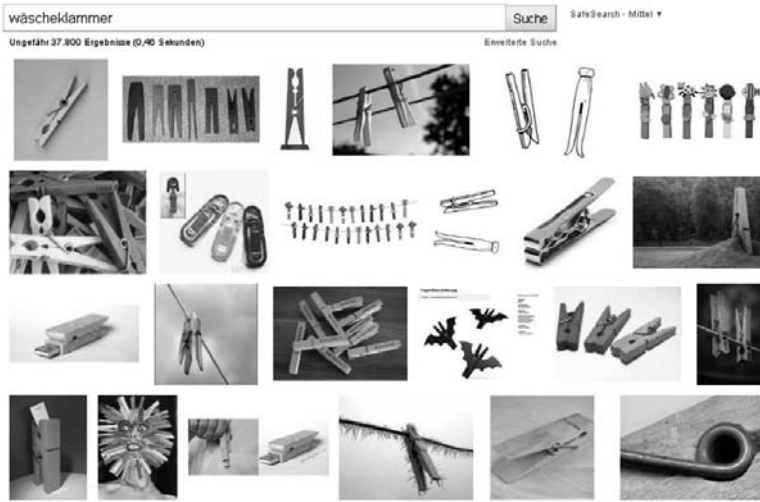 wäscheklammer
Suche
SafeSearch - Mittel ▼
Ungefähr 37.800 Ergebnisse (0,46 Sekunden)
Erweiterte Suche